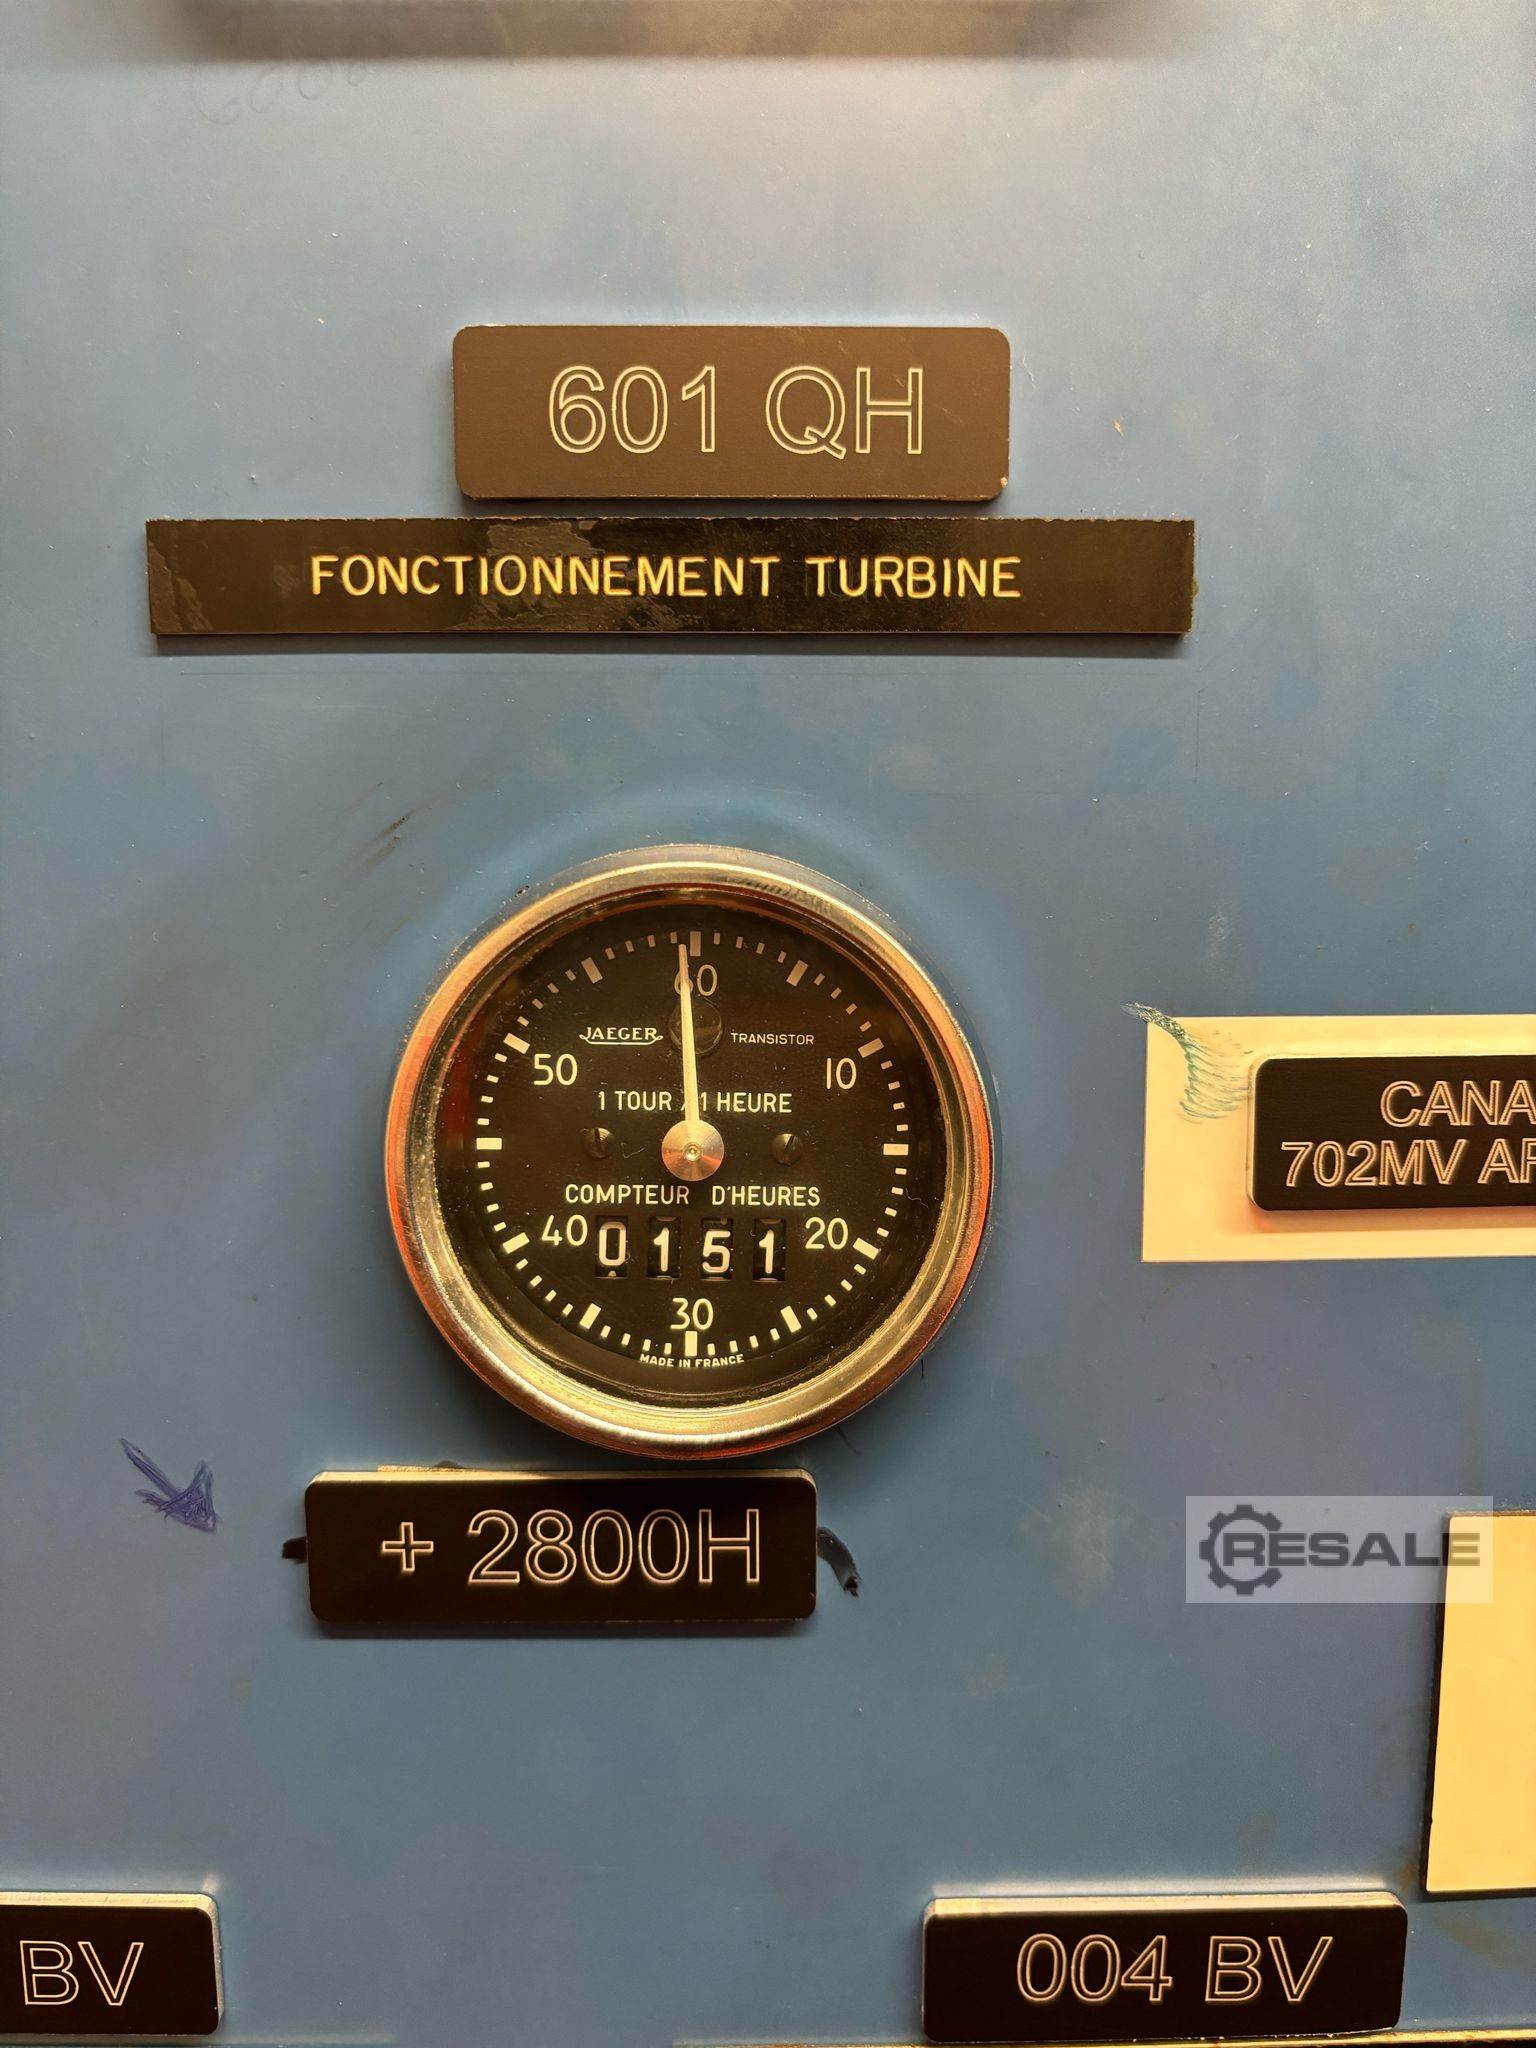 601 QH
FONCTIONNEMENT TURBINE
60
JAEGER TRANSISTOR
50 10
1 TOUR 1 HEURE
COMPTEUR D'HEURES
40 0151 20
30
MADE IN FRANCE
CANA
702MV AR
+ 2800H
RESALE
BV
004 BV